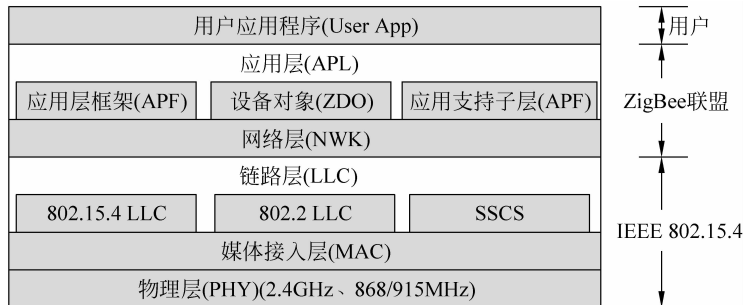 用户应用程序(User App)
用户
应用层(APL)
应用层框架(APF)
设备对象(ZDO)
应用支持子层(APF)
ZigBee联盟
网络层(NWK)
链路层(LLC)
802.15.4 LLC
802.2 LLC
SSCS
IEEE 802.15.4
媒体接入层(MAC)
物理层(PHY)(2.4GHz、868/915MHz)